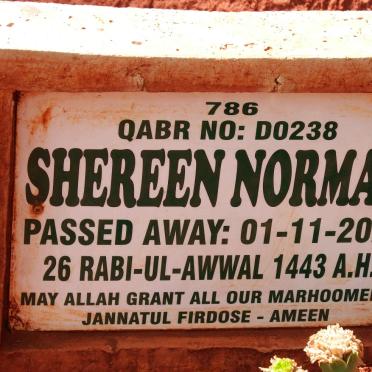 786
QABR NO: D0238
SHEREEN NORMA
PASSED AWAY: 01-11-20
26 RABI-UL-AWWAL 1443 A.H.
MAY ALLAH GRANT ALL OUR MARHOOME
JANNATUL FIRDOSE - AMEEN